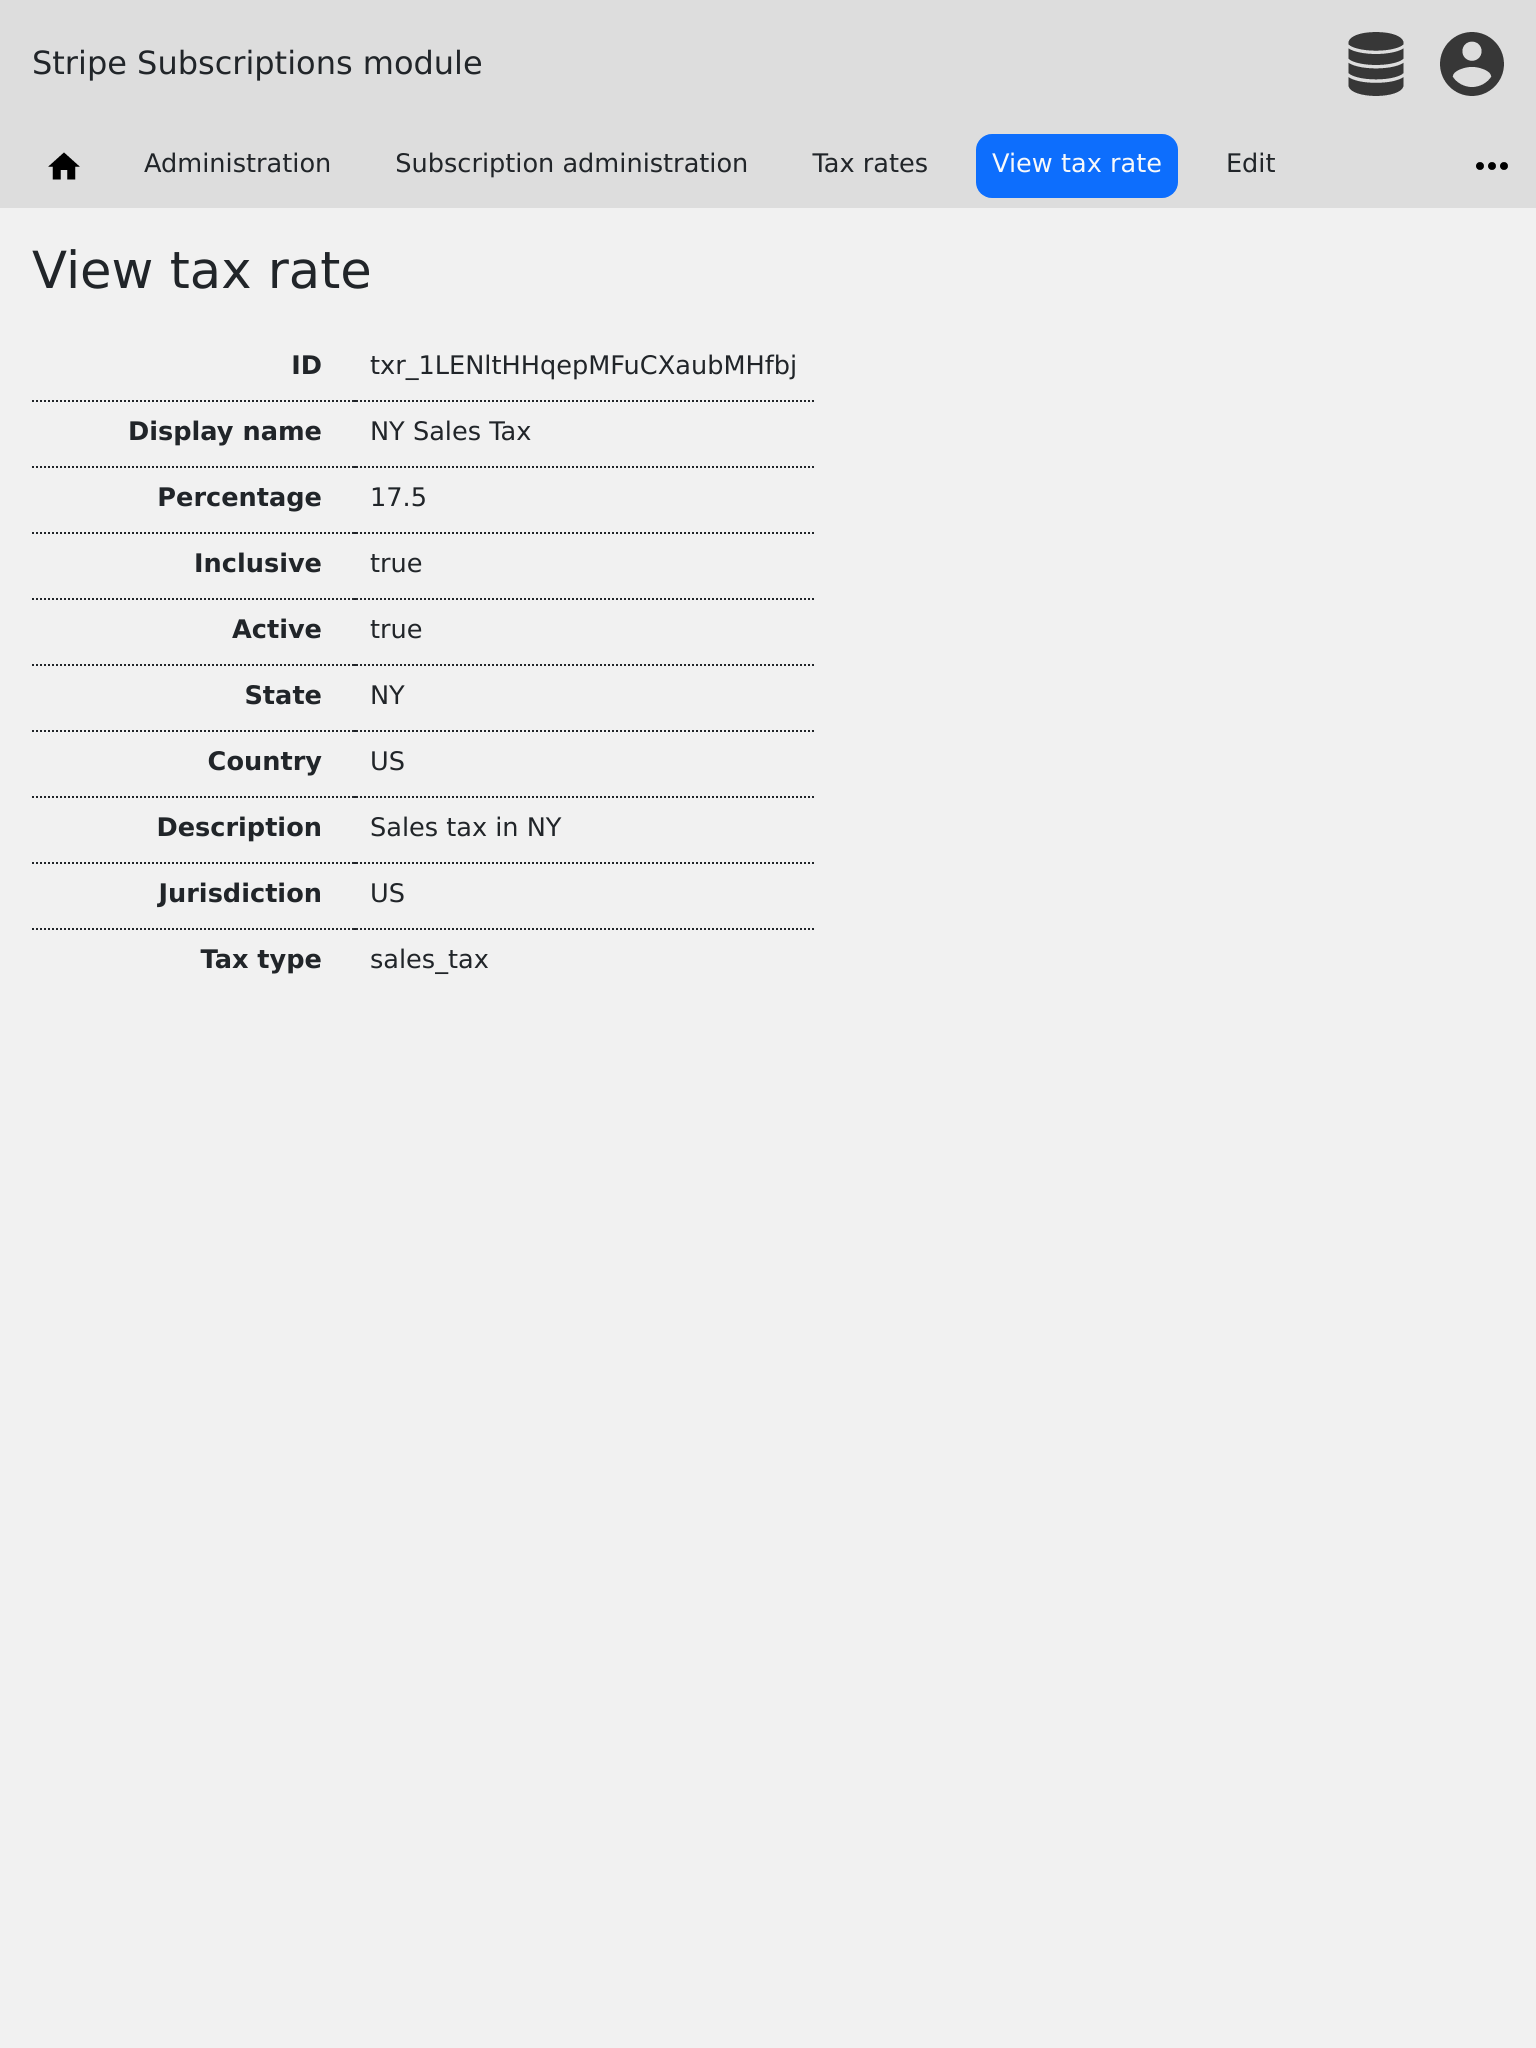 Stripe Subscriptions module
Administration Subscription administration Tax rates View tax rate Edit
View tax rate
ID txr_1LENltHHqepMFuCXaubMHfbj
Display name NY Sales Tax
Percentage 17.5
Inclusive true
Active true
State NY
Country US
Description Sales tax in NY
Jurisdiction US
Tax type sales_tax